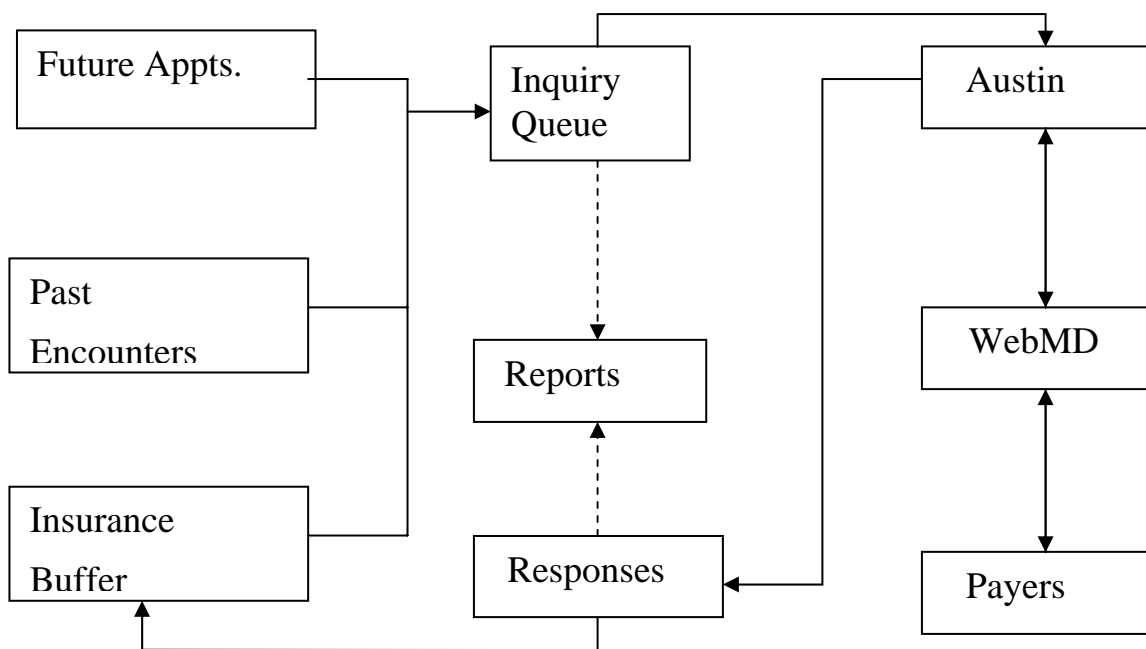 Future Appts.
Inquiry
Queue
Austin
Past
Encounters
Reports
WebMD
Insurance
Buffer
Responses
Payers